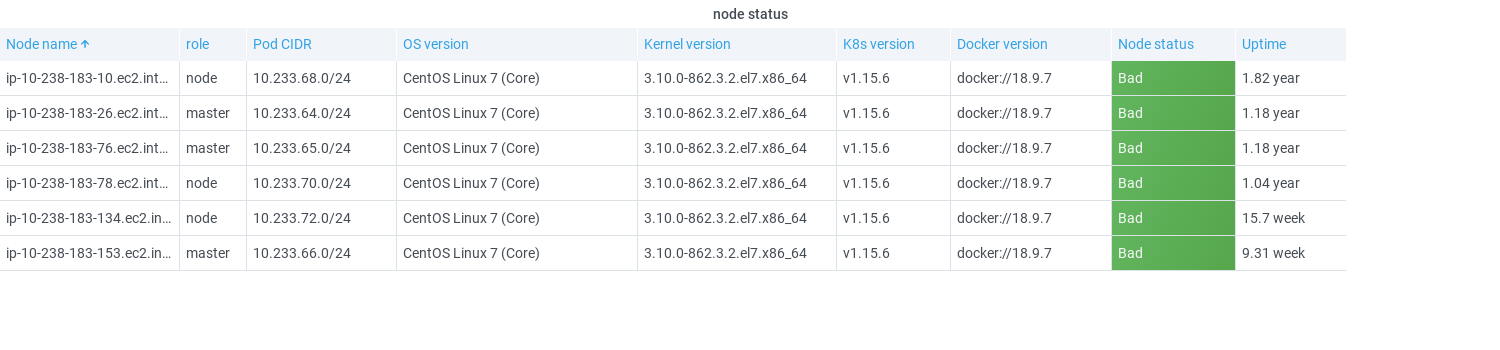 node status
Node name ↑ role Pod CIDR OS version Kernel version K8s version Docker version Node status Uptime
ip-10-238-183-10.ec2.int… node 10.233.68.0/24 CentOS Linux 7 (Core) 3.10.0-862.3.2.el7.x86_64 v1.15.6 docker://18.9.7 Bad 1.82 year
ip-10-238-183-26.ec2.int… master 10.233.64.0/24 CentOS Linux 7 (Core) 3.10.0-862.3.2.el7.x86_64 v1.15.6 docker://18.9.7 Bad 1.18 year
ip-10-238-183-76.ec2.int… master 10.233.65.0/24 CentOS Linux 7 (Core) 3.10.0-862.3.2.el7.x86_64 v1.15.6 docker://18.9.7 Bad 1.18 year
ip-10-238-183-78.ec2.int… node 10.233.70.0/24 CentOS Linux 7 (Core) 3.10.0-862.3.2.el7.x86_64 v1.15.6 docker://18.9.7 Bad 1.04 year
ip-10-238-183-134.ec2.in… node 10.233.72.0/24 CentOS Linux 7 (Core) 3.10.0-862.3.2.el7.x86_64 v1.15.6 docker://18.9.7 Bad 15.7 week
ip-10-238-183-153.ec2.in… master 10.233.66.0/24 CentOS Linux 7 (Core) 3.10.0-862.3.2.el7.x86_64 v1.15.6 docker://18.9.7 Bad 9.31 week